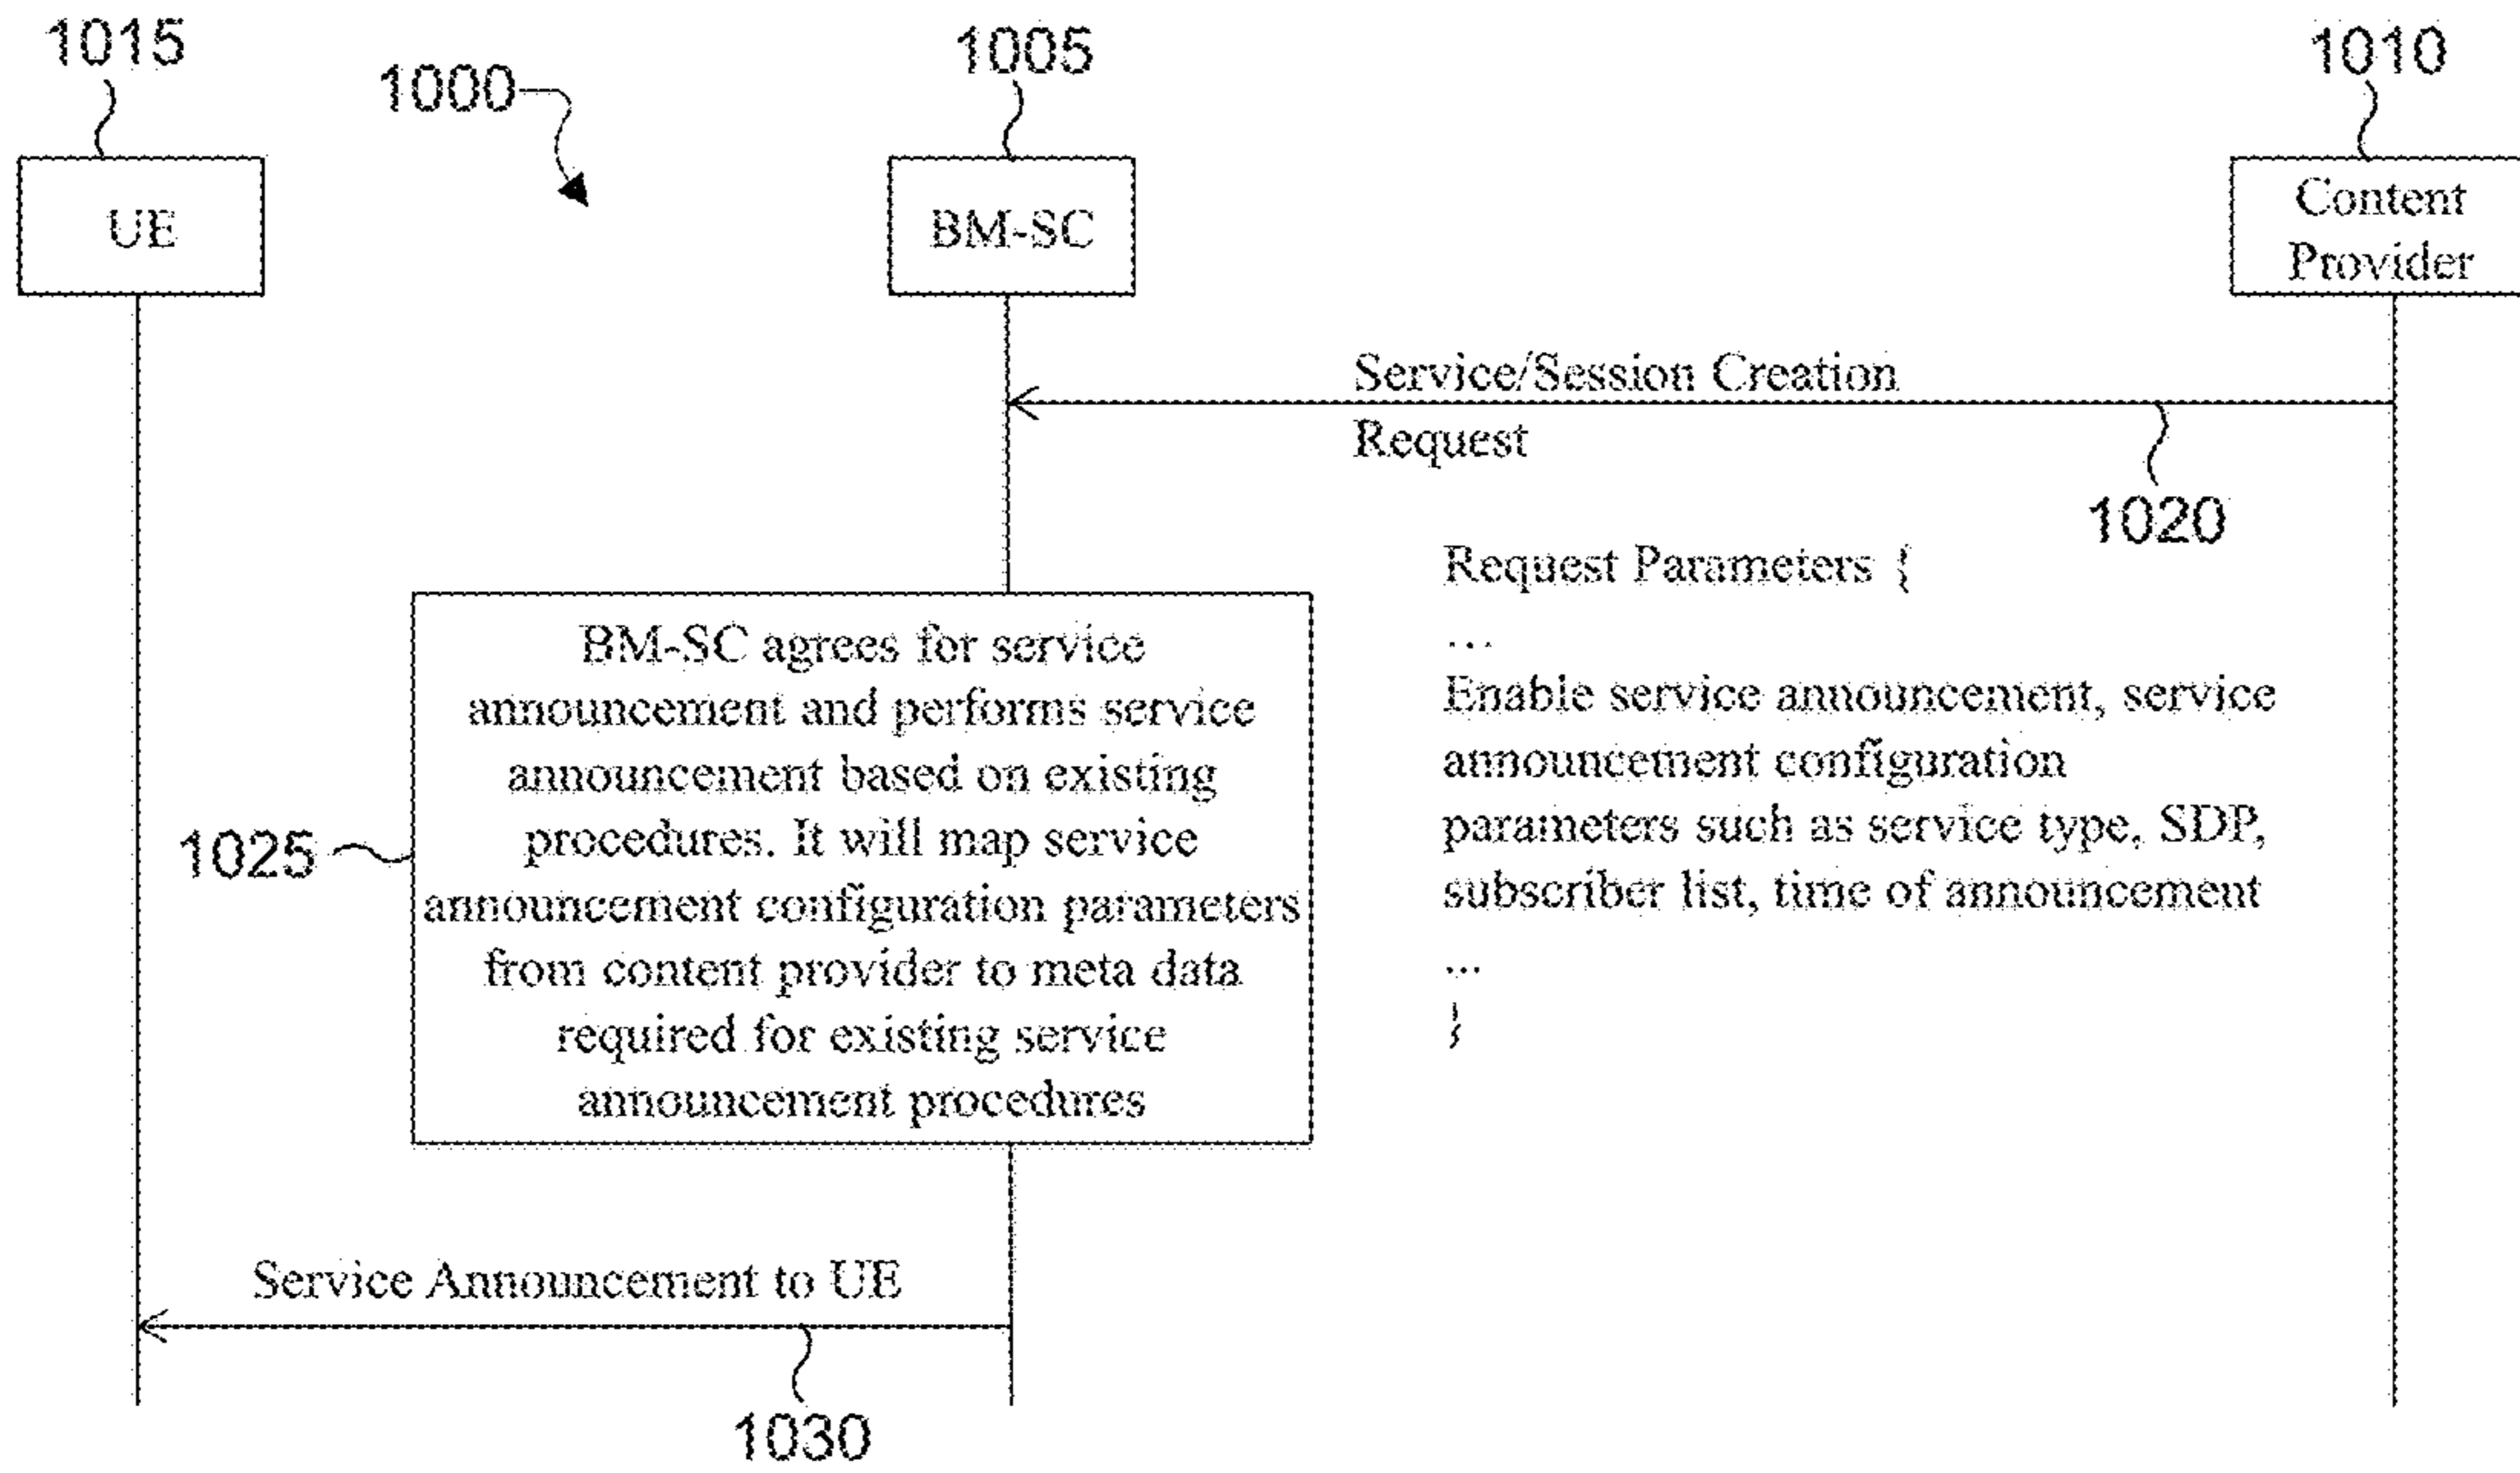 1015
1000
1005
1010
UE
BM-SC
Content
Provider
Service/Session Creation
Request
1020
Request Parameters {
...
Enable service announcement, service
announcement configuration
parameters such as service type, SDP,
subscriber list, time of announcement
...
}
BM-SC agrees for service
announcement and performs service
announcement based on existing
procedures. It will map service
announcement configuration parameters
from content provider to meta data
required for existing service
announcement procedures
1025
Service Announcement to UE
1030